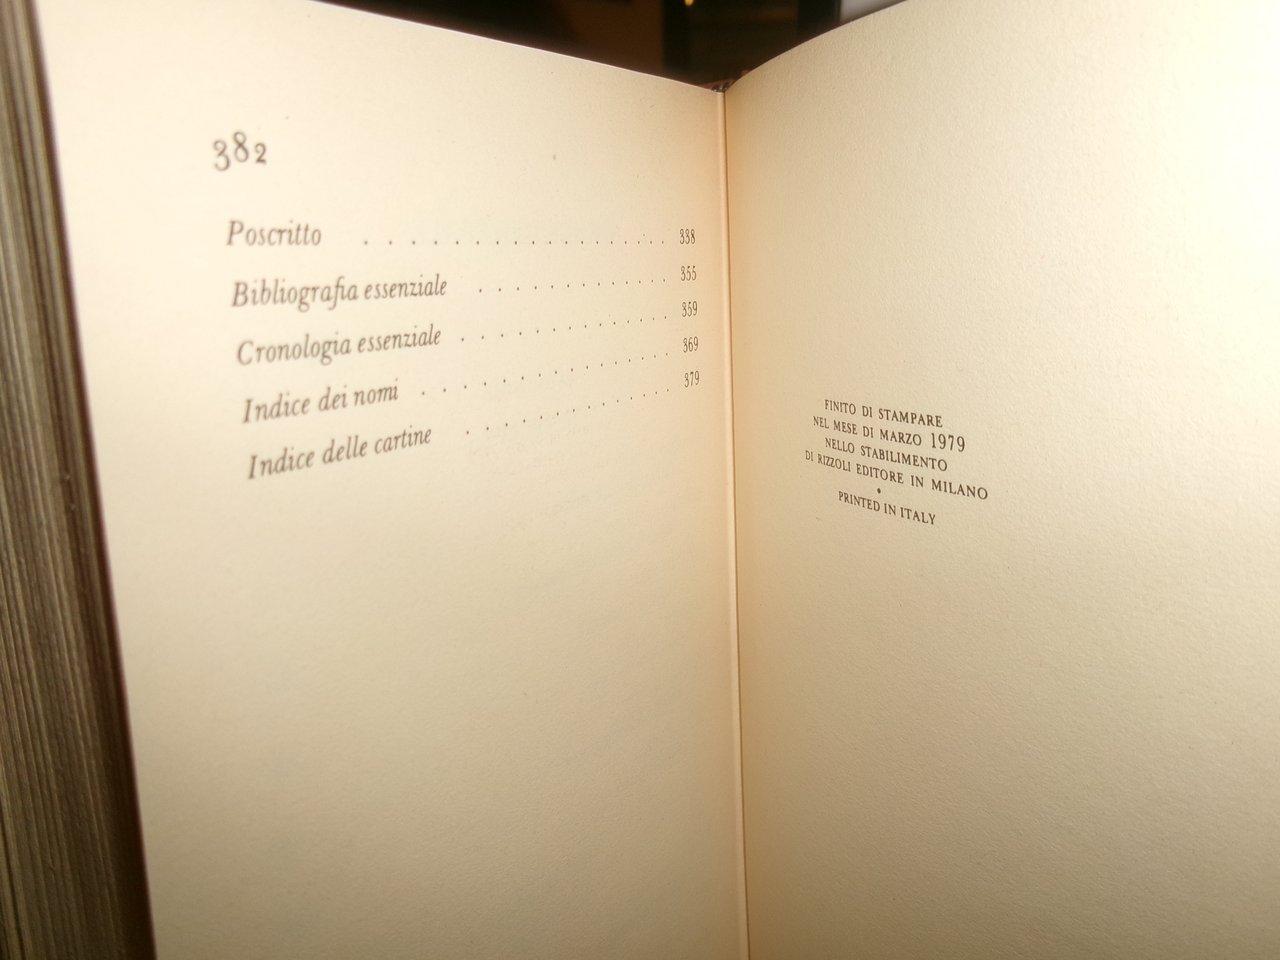 382
Poscritto . . . . . . . . . . . . . . 338
Bibliografia essenziale . . . . . . . . . 355
Cronologia essenziale . . . . . . . . . . 359
Indice dei nomi . . . . . . . . . . . . 369
Indice delle cartine . . . . . . . . . . . 379
FINITO DI STAMPARE
NEL MESE DI MARZO 1979
NELLO STABILIMENTO
DI RIZZOLI EDITORE IN MILANO
•
PRINTED IN ITALY